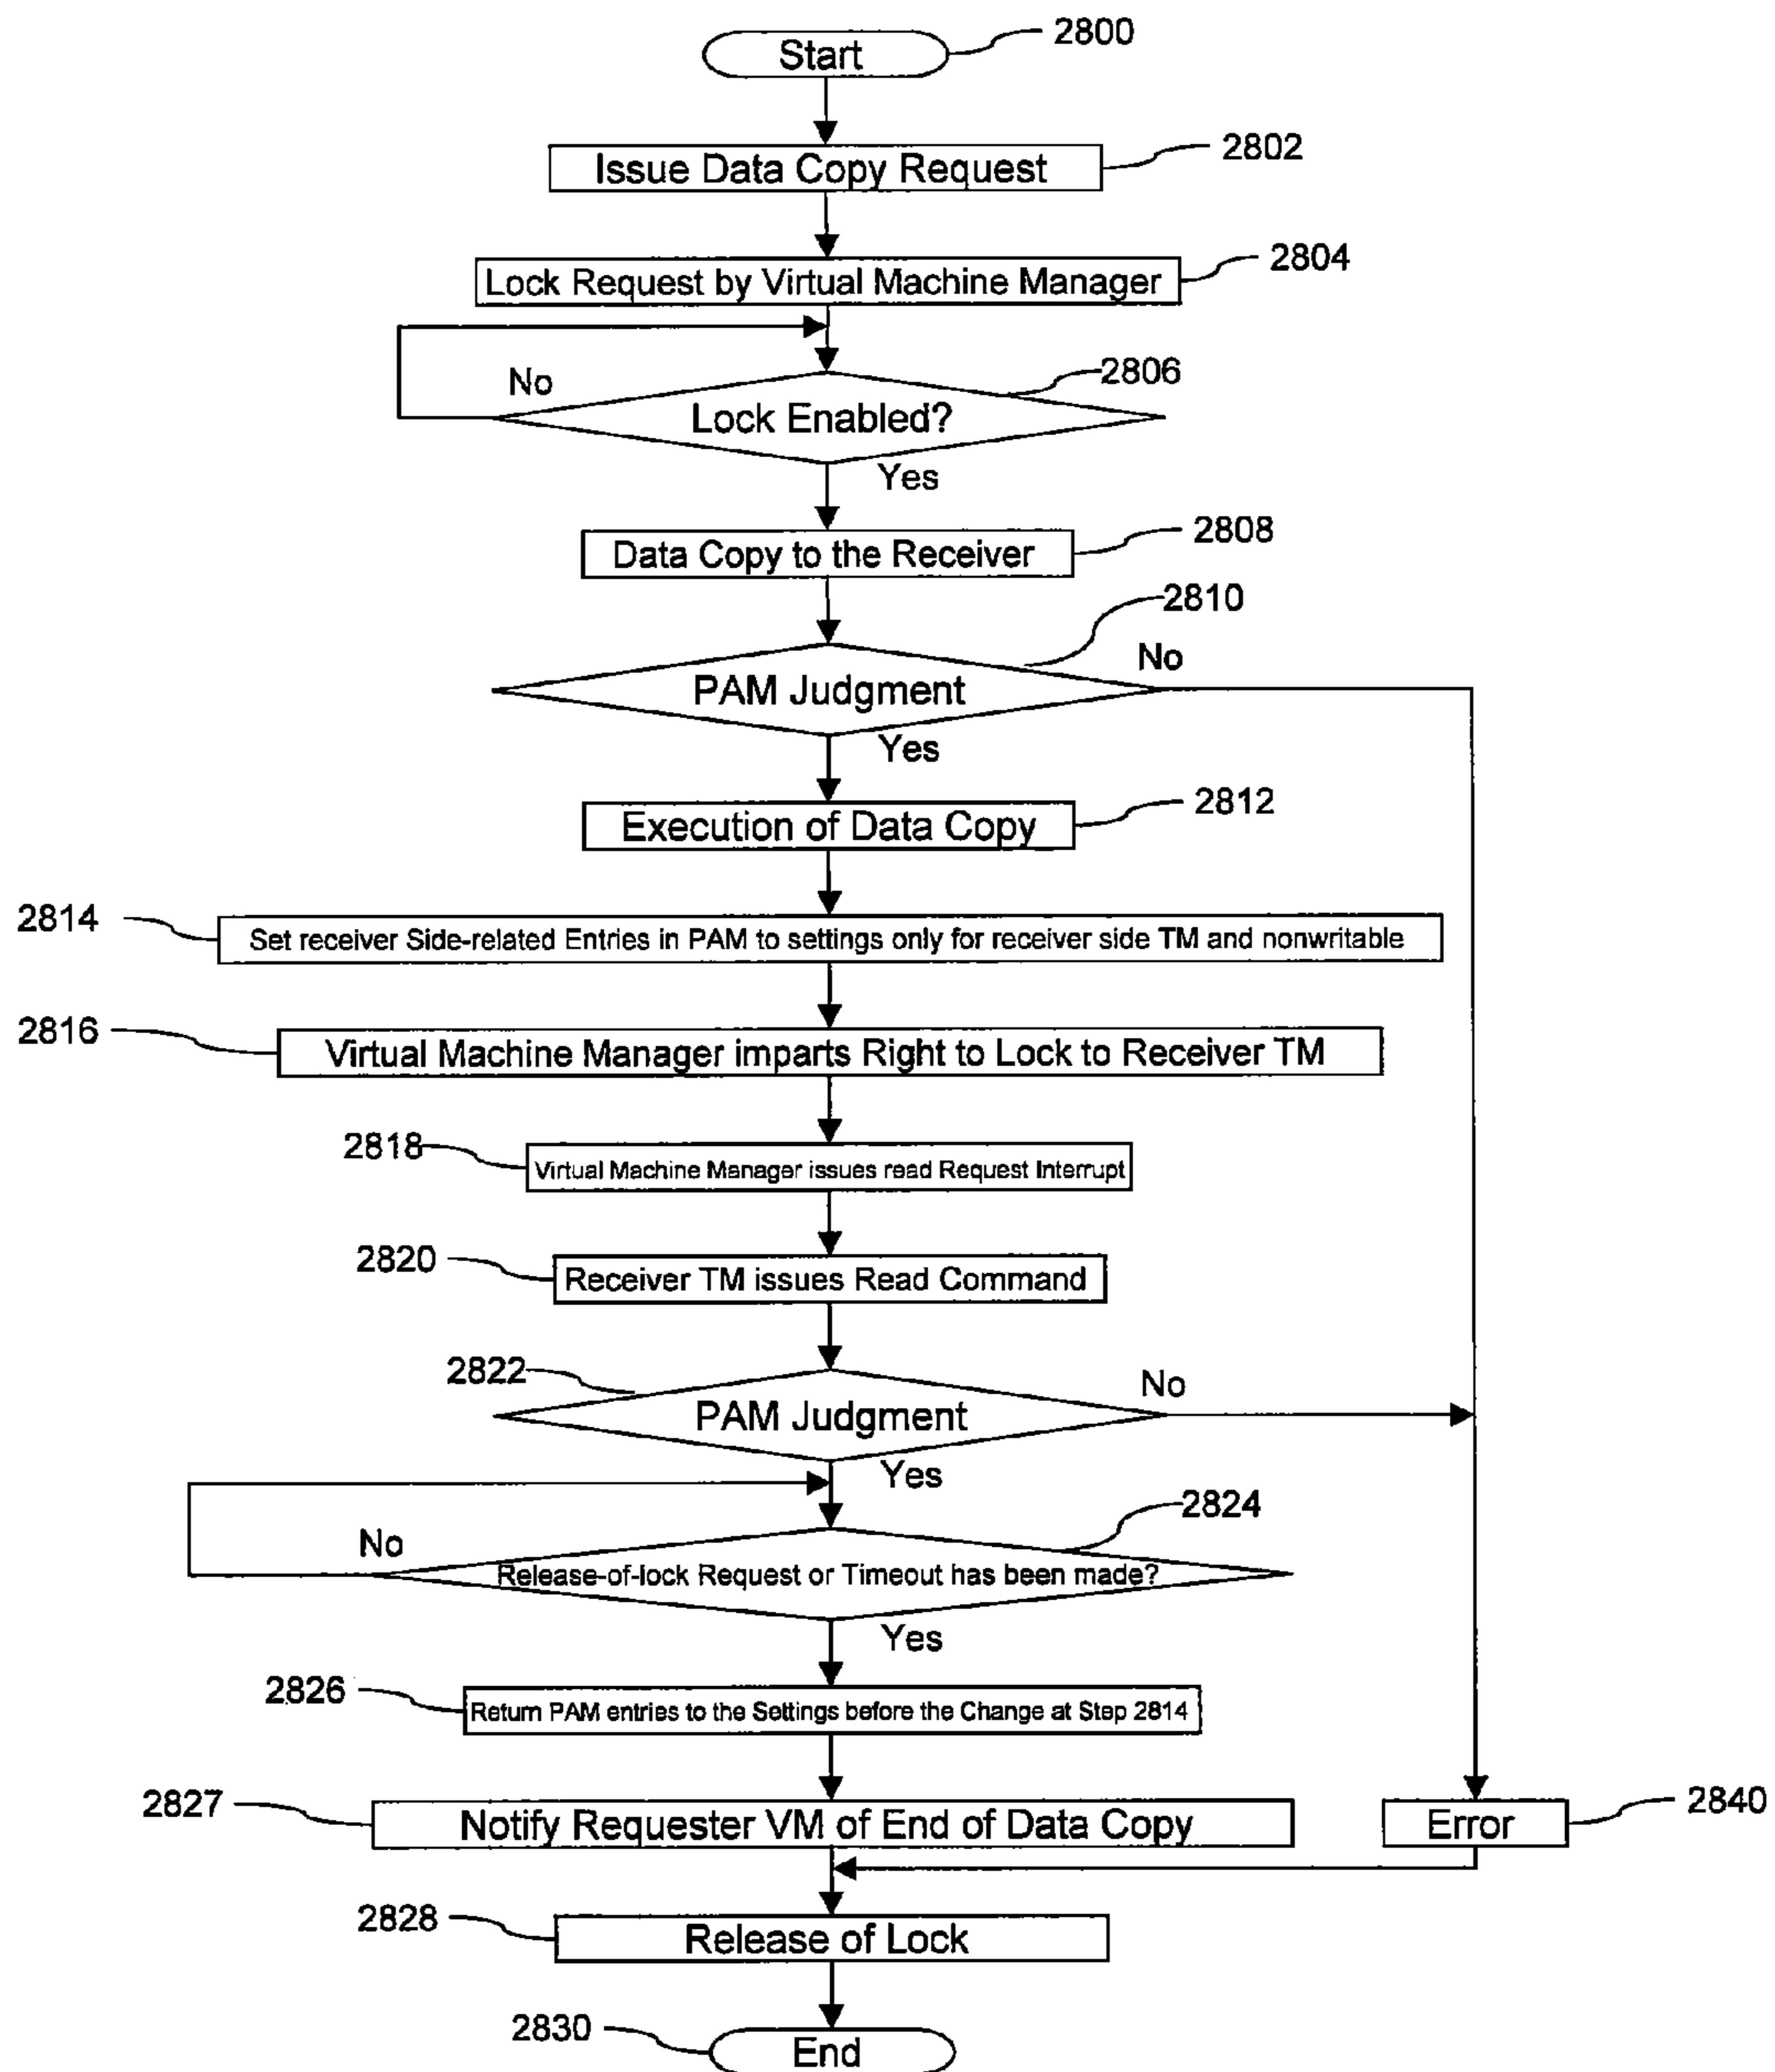 Start
2800
Issue Data Copy Request
2802
Lock Request by Virtual Machine Manager
2804
No
Lock Enabled?
2806
Yes
Data Copy to the Receiver
2808
2810
PAM Judgment
No
Yes
Execution of Data Copy
2812
2814
Set receiver Side-related Entries in PAM to settings only for receiver side TM and nonwritable
2816
Virtual Machine Manager imparts Right to Lock to Receiver TM
2818
Virtual Machine Manager issues read Request Interrupt
2820
Receiver TM issues Read Command
2822
PAM Judgment
No
Yes
2824
No
Release-of-lock Request or Timeout has been made?
Yes
2826
Return PAM entries to the Settings before the Change at Step 2814
2827
Notify Requester VM of End of Data Copy
Error
2840
2828
Release of Lock
2830
End